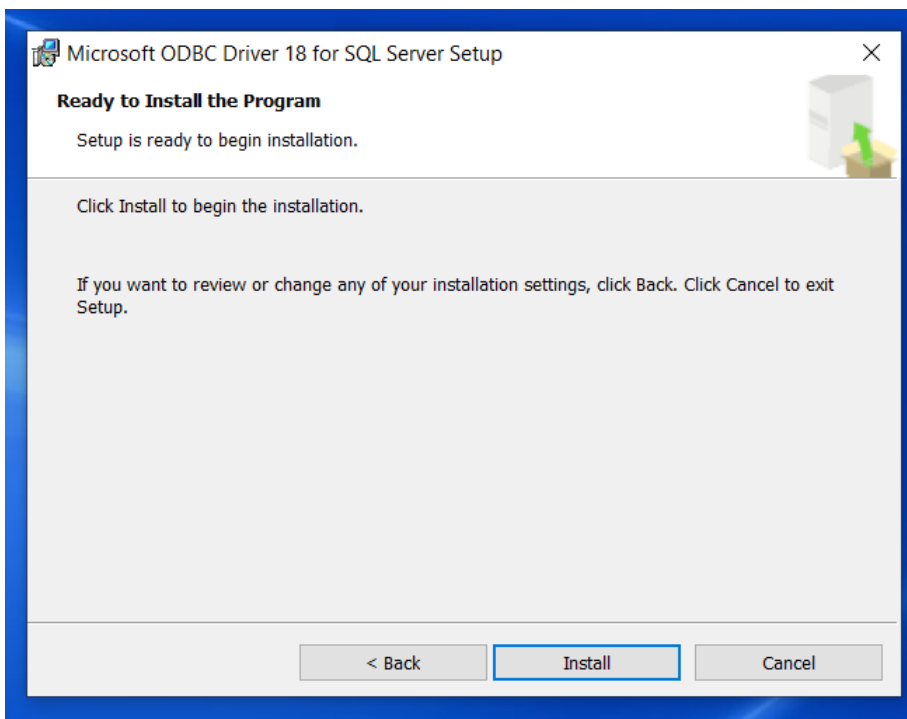 Microsoft ODBC Driver 18 for SQL Server Setup
Ready to Install the Program
Setup is ready to begin installation.
Click Install to begin the installation.
If you want to review or change any of your installation settings, click Back. Click Cancel to exit
Setup.
< Back
Install
Cancel